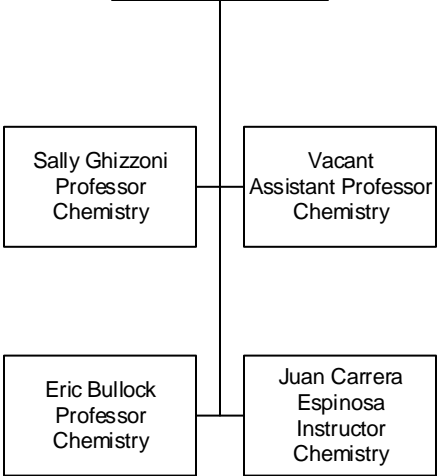 Sally Ghizzoni
Professor
Chemistry
Vacant
Assistant Professor
Chemistry
Eric Bullock
Professor
Chemistry
Juan Carrera
Espinosa
Instructor
Chemistry